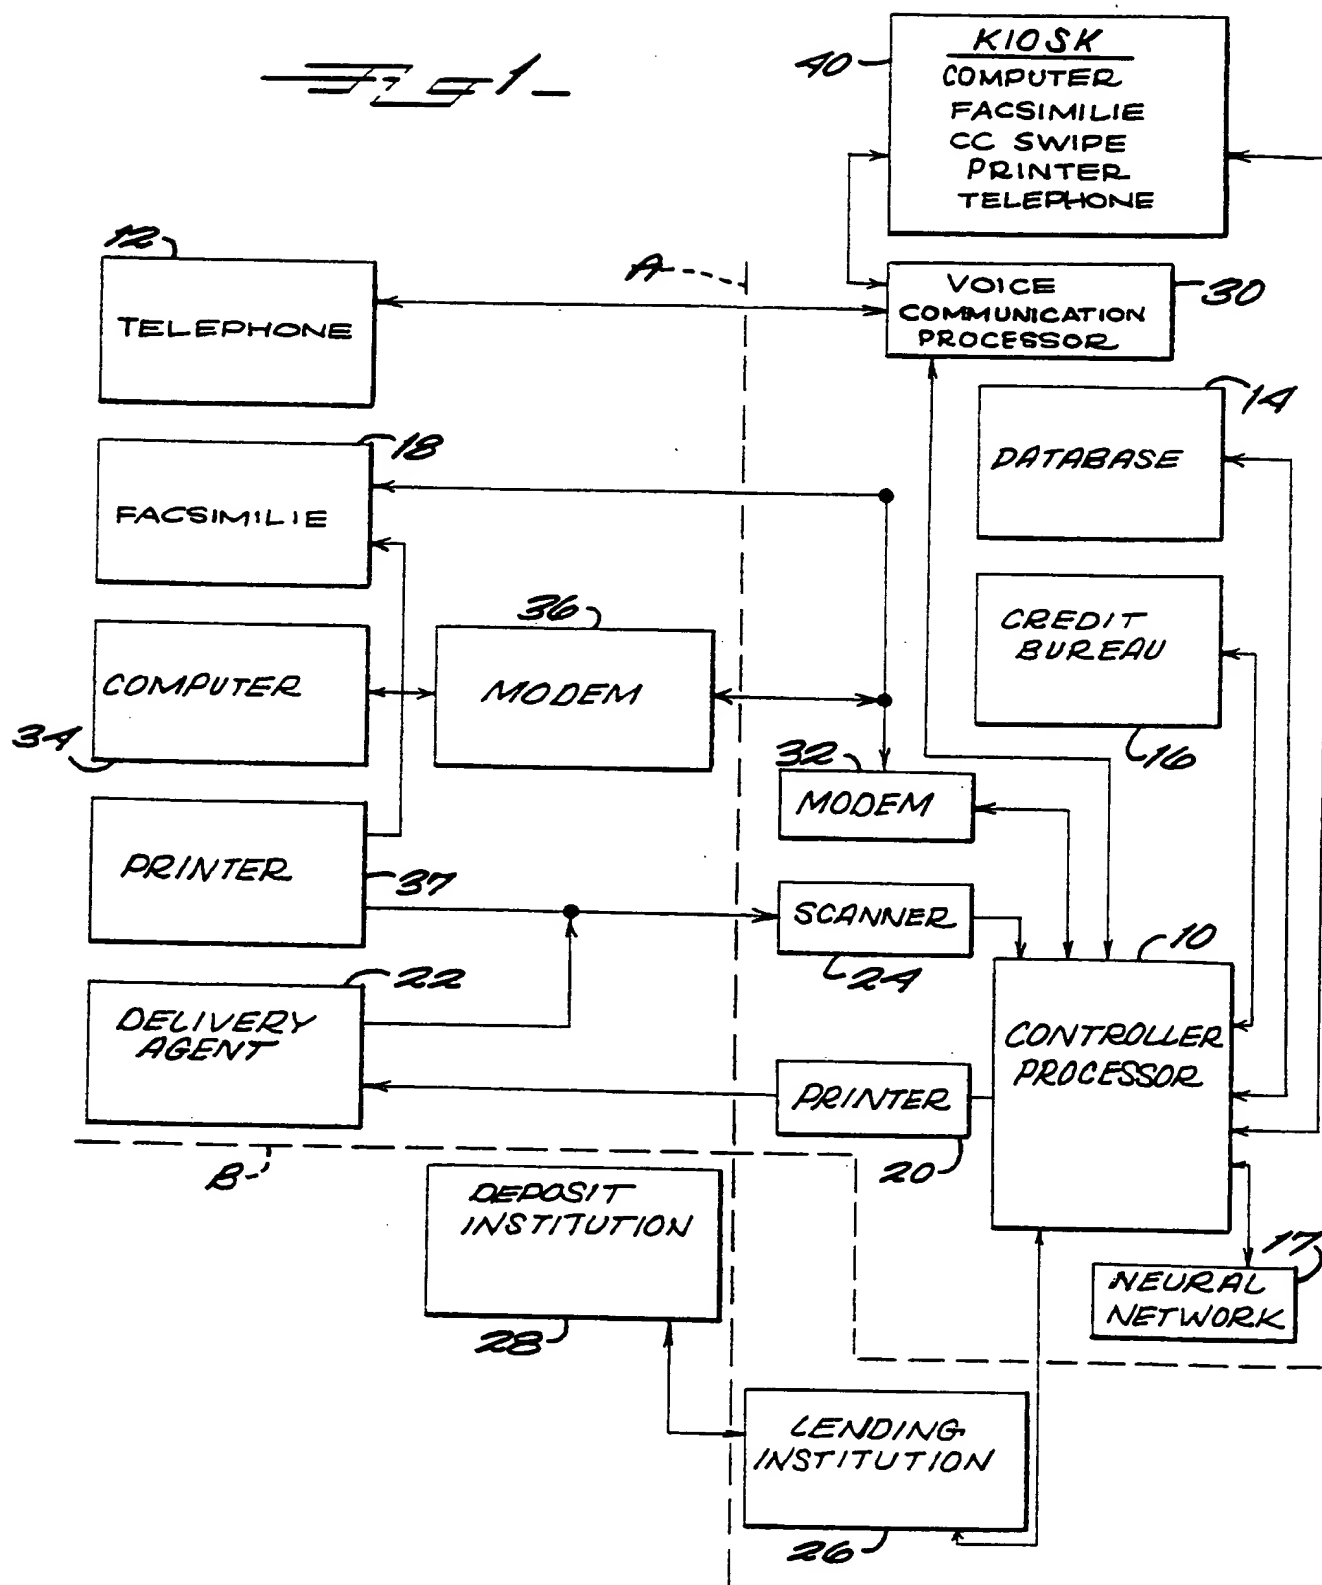 Fig 1
KIOSK
COMPUTER
FACSIMILIE
CC SWIPE
PRINTER
TELEPHONE
40
12
TELEPHONE
A
VOICE
COMMUNICATION
PROCESSOR
30
18
FACSIMILIE
14
DATABASE
36
COMPUTER
34
MODEM
CREDIT
BUREAU
16
32
MODEM
PRINTER
37
SCANNER
24
10
CONTROLLER
PROCESSOR
22
DELIVERY
AGENT
PRINTER
20
B
DEPOSIT
INSTITUTION
28
17
NEURAL
NETWORK
LENDING
INSTITUTION
26